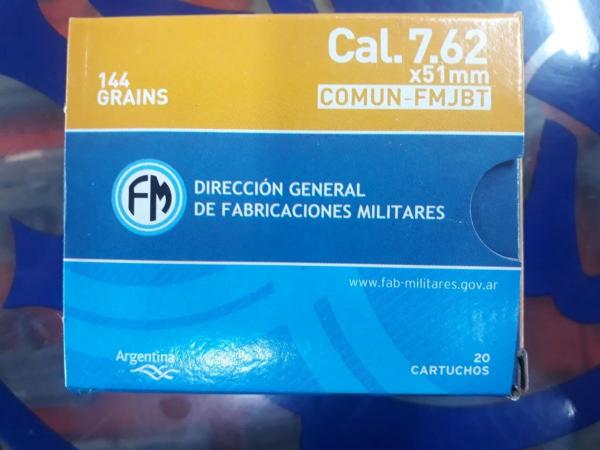 Cal. 7.62
x51mm
COMUN-FMJBT
144
GRAINS
FM
DIRECCIÓN GENERAL
DE FABRICACIONES MILITARES
www.fab-militares.gov.ar
Argentina
20
CARTUCHOS